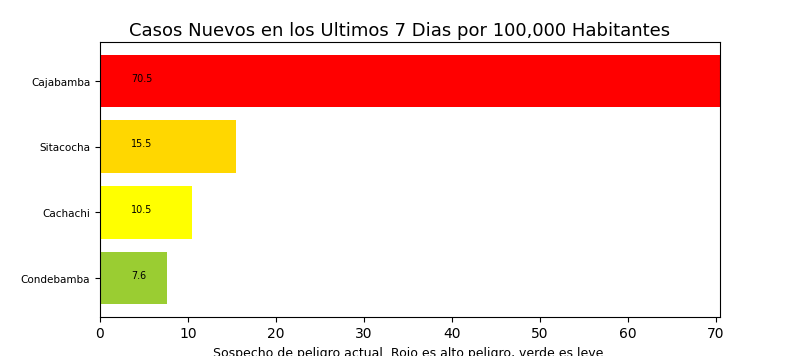 Casos Nuevos en los Ultimos 7 Dias por 100,000 Habitantes
Cajabamba 70.5
Sitacocha 15.5
Cachachi 10.5
Condebamba 7.6
0 10 20 30 40 50 60 70
Sospecho de peligro actual. Rojo es alto peligro, verde es leve